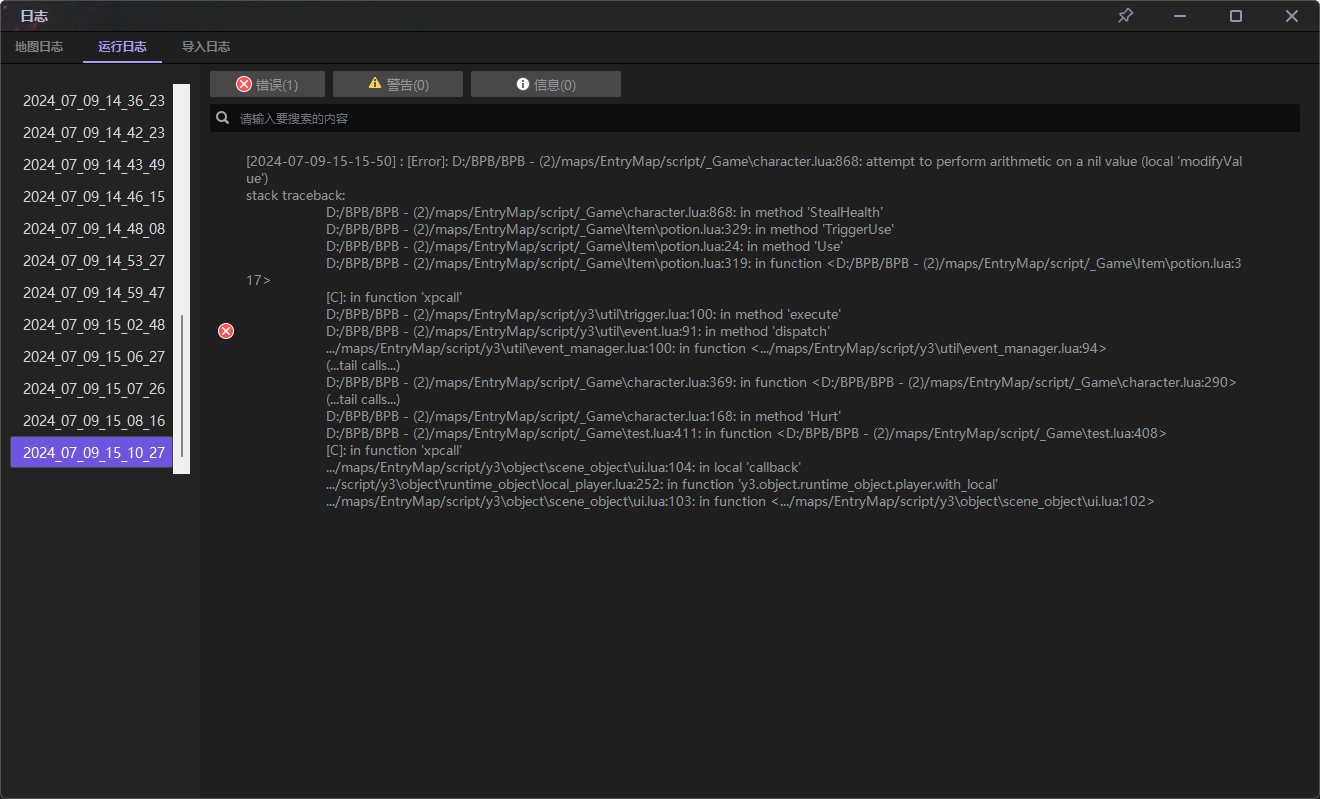 日志
地图日志 运行日志 导入日志
2024_07_09_14_36_23
2024_07_09_14_42_23
2024_07_09_14_43_49
2024_07_09_14_46_15
2024_07_09_14_48_08
2024_07_09_14_53_27
2024_07_09_14_59_47
2024_07_09_15_02_48
2024_07_09_15_06_27
2024_07_09_15_07_26
2024_07_09_15_08_16
2024_07_09_15_10_27
错误(1) 警告(0) 信息(0)
请输入要搜索的内容
[2024-07-09-15-15-50] : [Error]: D:/BPB/BPB - (2)/maps/EntryMap/script/_Game\character.lua:868: attempt to perform arithmetic on a nil value (local 'modifyVal
ue')
stack traceback:
D:/BPB/BPB - (2)/maps/EntryMap/script/_Game\character.lua:868: in method 'StealHealth'
D:/BPB/BPB - (2)/maps/EntryMap/script/_Game\Item\potion.lua:329: in method 'TriggerUse'
D:/BPB/BPB - (2)/maps/EntryMap/script/_Game\Item\potion.lua:24: in method 'Use'
D:/BPB/BPB - (2)/maps/EntryMap/script/_Game\Item\potion.lua:319: in function <D:/BPB/BPB - (2)/maps/EntryMap/script/_Game\Item\potion.lua:3
17>
[C]: in function 'xpcall'
D:/BPB/BPB - (2)/maps/EntryMap/script/y3\util\trigger.lua:100: in method 'execute'
D:/BPB/BPB - (2)/maps/EntryMap/script/y3\util\event.lua:91: in method 'dispatch'
.../maps/EntryMap/script/y3\util\event_manager.lua:100: in function <.../maps/EntryMap/script/y3\util\event_manager.lua:94>
(...tail calls...)
D:/BPB/BPB - (2)/maps/EntryMap/script/_Game\character.lua:369: in function <D:/BPB/BPB - (2)/maps/EntryMap/script/_Game\character.lua:290>
(...tail calls...)
D:/BPB/BPB - (2)/maps/EntryMap/script/_Game\character.lua:168: in method 'Hurt'
D:/BPB/BPB - (2)/maps/EntryMap/script/_Game\test.lua:411: in function <D:/BPB/BPB - (2)/maps/EntryMap/script/_Game\test.lua:408>
[C]: in function 'xpcall'
.../maps/EntryMap/script/y3\object\scene_object\ui.lua:104: in local 'callback'
.../script/y3\object\runtime_object\local_player.lua:252: in function 'y3.object.runtime_object.player.with_local'
.../maps/EntryMap/script/y3\object\scene_object\ui.lua:103: in function <.../maps/EntryMap/script/y3\object\scene_object\ui.lua:102>